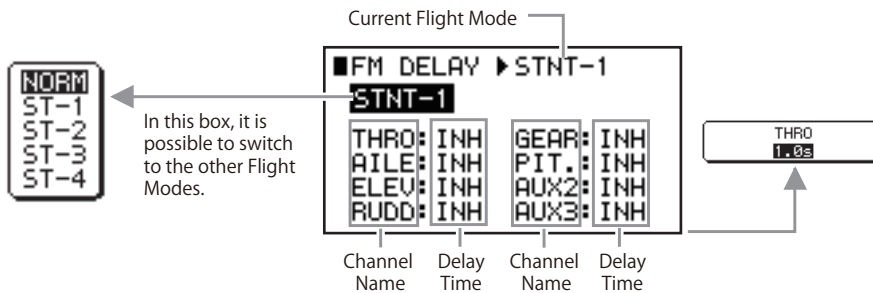 Current Flight Mode
NORM
ST-1
ST-2
ST-3
ST-4
In this box, it is
possible to switch
to the other Flight
Modes.
■FM DELAY ▶STNT-1
STNT-1
THRO: INH GEAR: INH
AILE: INH PIT.: INH
ELEV: INH AUX2: INH
RUDD: INH AUX3: INH
THRO
1.0s
Channel Name
Delay Time
Channel Name
Delay Time